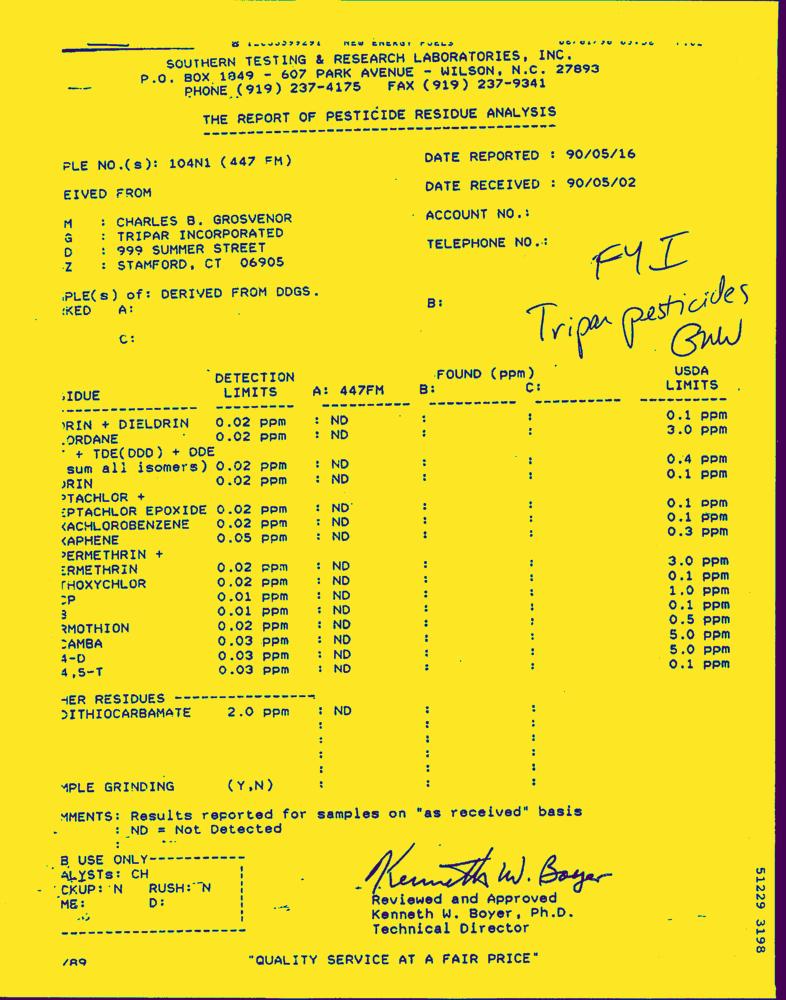 NEW ENERGY FUELS
SOUTHERN TESTING & RESEARCH LABORATORIES, INC.
P.O. BOX 1849 - 607 PARK AVENUE - WILSON, N.C. 27893
PHONE (919) 237-4175 FAX (919) 237-9341
THE REPORT OF PESTICIDE RESIDUE ANALYSIS
PLE NO.(s): 104N1 (447 FM) DATE REPORTED : 90/05/16
EIVED FROM DATE RECEIVED : 90/05/02
M : CHARLES B. GROSVENOR ACCOUNT NO.:
G : TRIPAR INCORPORATED
D : 999 SUMMER STREET TELEPHONE NO.:
Z : STAMFORD, CT 06905
FYI
PLE(s) of: DERIVED FROM DDGS.
KED A: B:
Tripar pesticides
C:
DETECTION FOUND (ppm) USDA
IDUE LIMITS A: 447FM B: C: LIMITS
RIN + DIELDRIN 0.02 ppm : ND : : 0.1 ppm
ORDANE 0.02 ppm : ND : : 3.0 ppm
+ TDE(DDD) + DDE
sum all isomers) 0.02 ppm : ND : : 0.4 ppm
RIN 0.02 ppm : ND : : 0.1 ppm
PTACHLOR +
EPTACHLOR EPOXIDE 0.02 ppm : ND : : 0.1 ppm
XACHLOROBENZENE 0.02 ppm : ND : : 0.1 ppm
XAPHENE 0.05 ppm : ND : : 0.3 ppm
PERMETHRIN +
ERMETHRIN 0.02 ppm : ND : : 3.0 ppm
THOXYCHLOR 0.02 ppm : ND : : 0.1 ppm
CP 0.01 ppm : ND : : 1.0 ppm
B 0.01 ppm : ND : : 0.1 ppm
RMOTHION 0.02 ppm : ND : : 0.5 ppm
CAMBA 0.03 ppm : ND : : 5.0 ppm
4-D 0.03 ppm : ND : : 5.0 ppm
4,5-T 0.03 ppm : ND : : 0.1 ppm
HER RESIDUES
DITHIOCARBAMATE 2.0 ppm : ND : :
MPLE GRINDING (Y,N) : : :
MMENTS: Results reported for samples on "as received" basis
: ND = Not Detected
:
B USE ONLY
ALYSTs: CH
CKUP: N RUSH: N
ME: D:
Kenneth W. Boyer
Reviewed and Approved
Kenneth W. Boyer, Ph.D.
Technical Director
/89 "QUALITY SERVICE AT A FAIR PRICE"
51229 3198